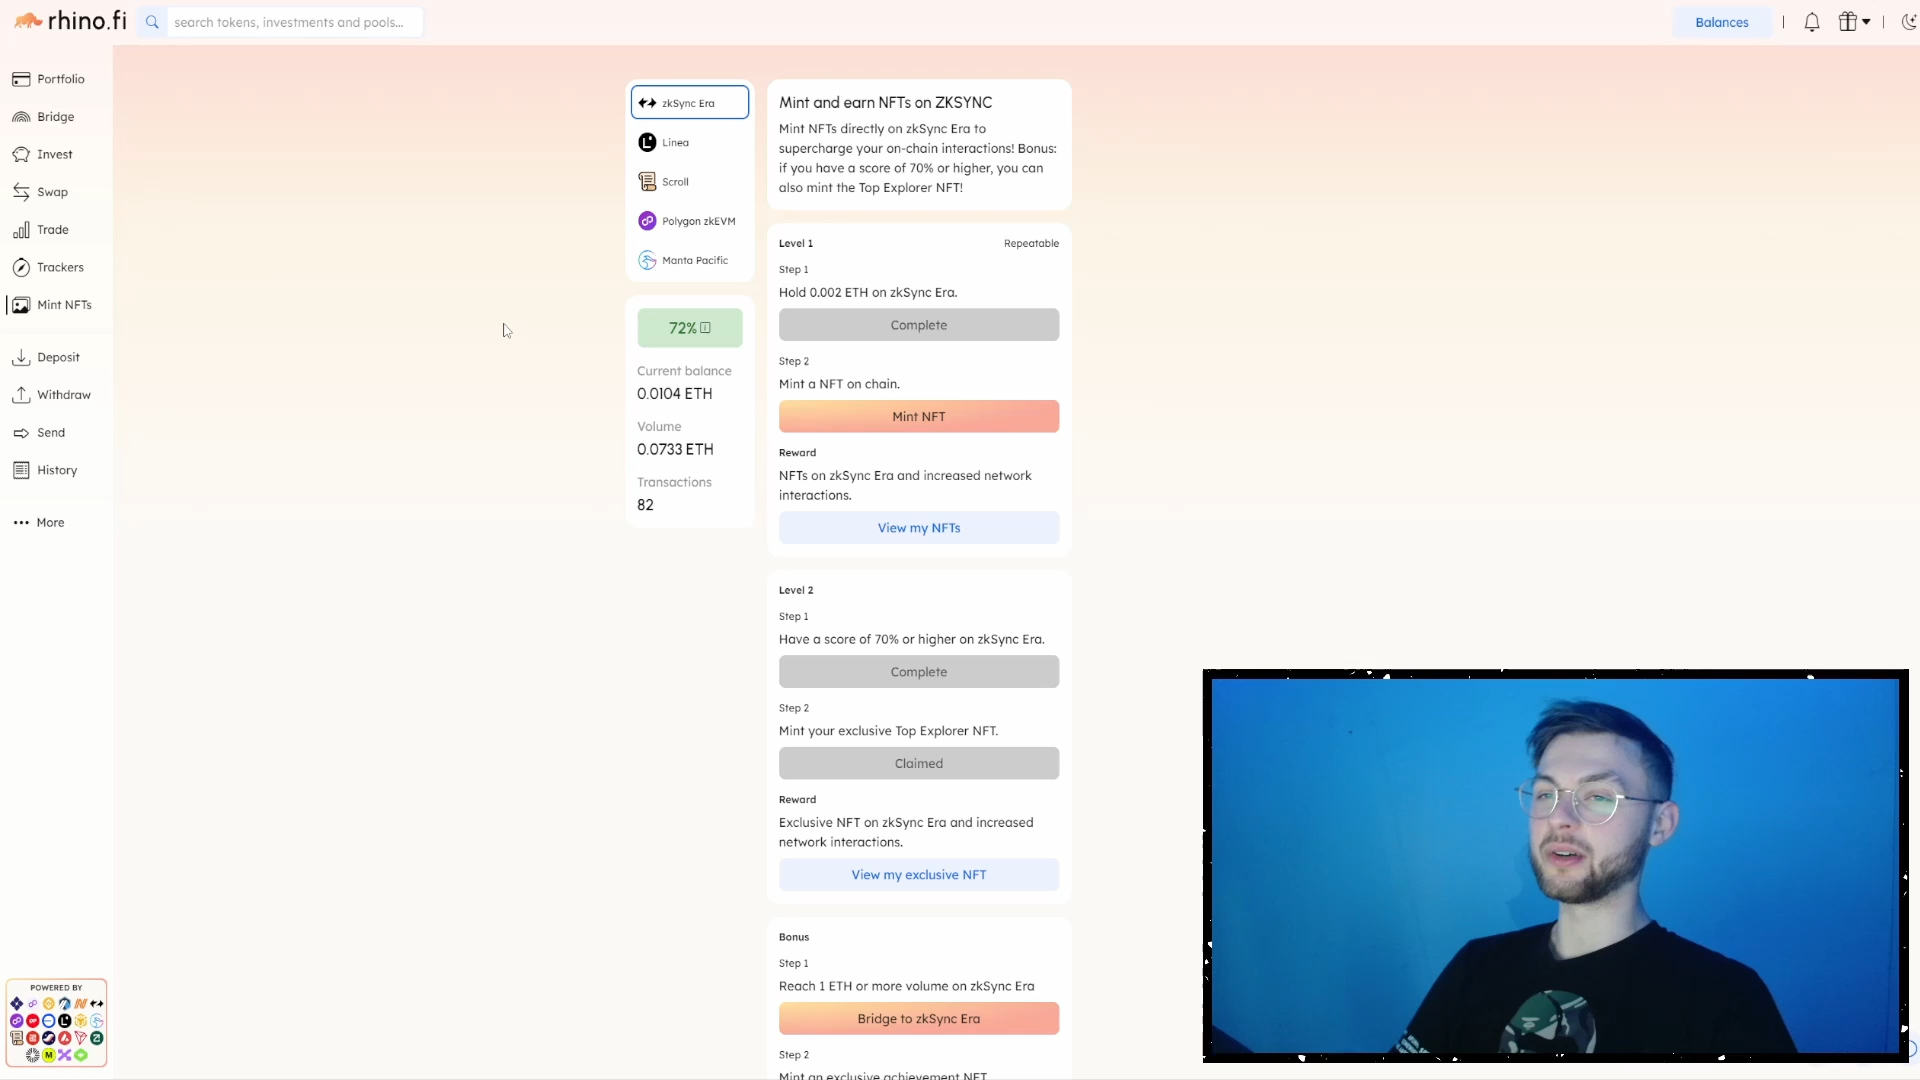 rhino.fi
search tokens, investments and pools...
Balances
Portfolio
Bridge
Invest
Swap
Trade
Trackers
Mint NFTs
Deposit
Withdraw
Send
History
More
POWERED BY
zkSync Era
Linea
Scroll
Polygon zkEVM
Manta Pacific
72%
Current balance
0.0104 ETH
Volume
0.0733 ETH
Transactions
82
Mint and earn NFTs on ZKSYNC
Mint NFTs directly on zkSync Era to
supercharge your on-chain interactions! Bonus:
if you have a score of 70% or higher, you can
also mint the Top Explorer NFT!
Level 1 Repeatable
Step 1
Hold 0.002 ETH on zkSync Era.
Complete
Step 2
Mint a NFT on chain.
Mint NFT
Reward
NFTs on zkSync Era and increased network
interactions.
View my NFTs
Level 2
Step 1
Have a score of 70% or higher on zkSync Era.
Complete
Step 2
Mint your exclusive Top Explorer NFT.
Claimed
Reward
Exclusive NFT on zkSync Era and increased
network interactions.
View my exclusive NFT
Bonus
Step 1
Reach 1 ETH or more volume on zkSync Era
Bridge to zkSync Era
Step 2
Mint an exclusive achievement NFT